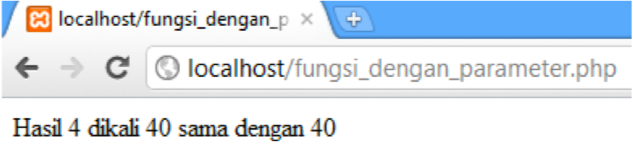 localhost/fungsi_dengan_p
localhost/fungsi_dengan_parameter.php
Hasil 4 dikali 40 sama dengan 40